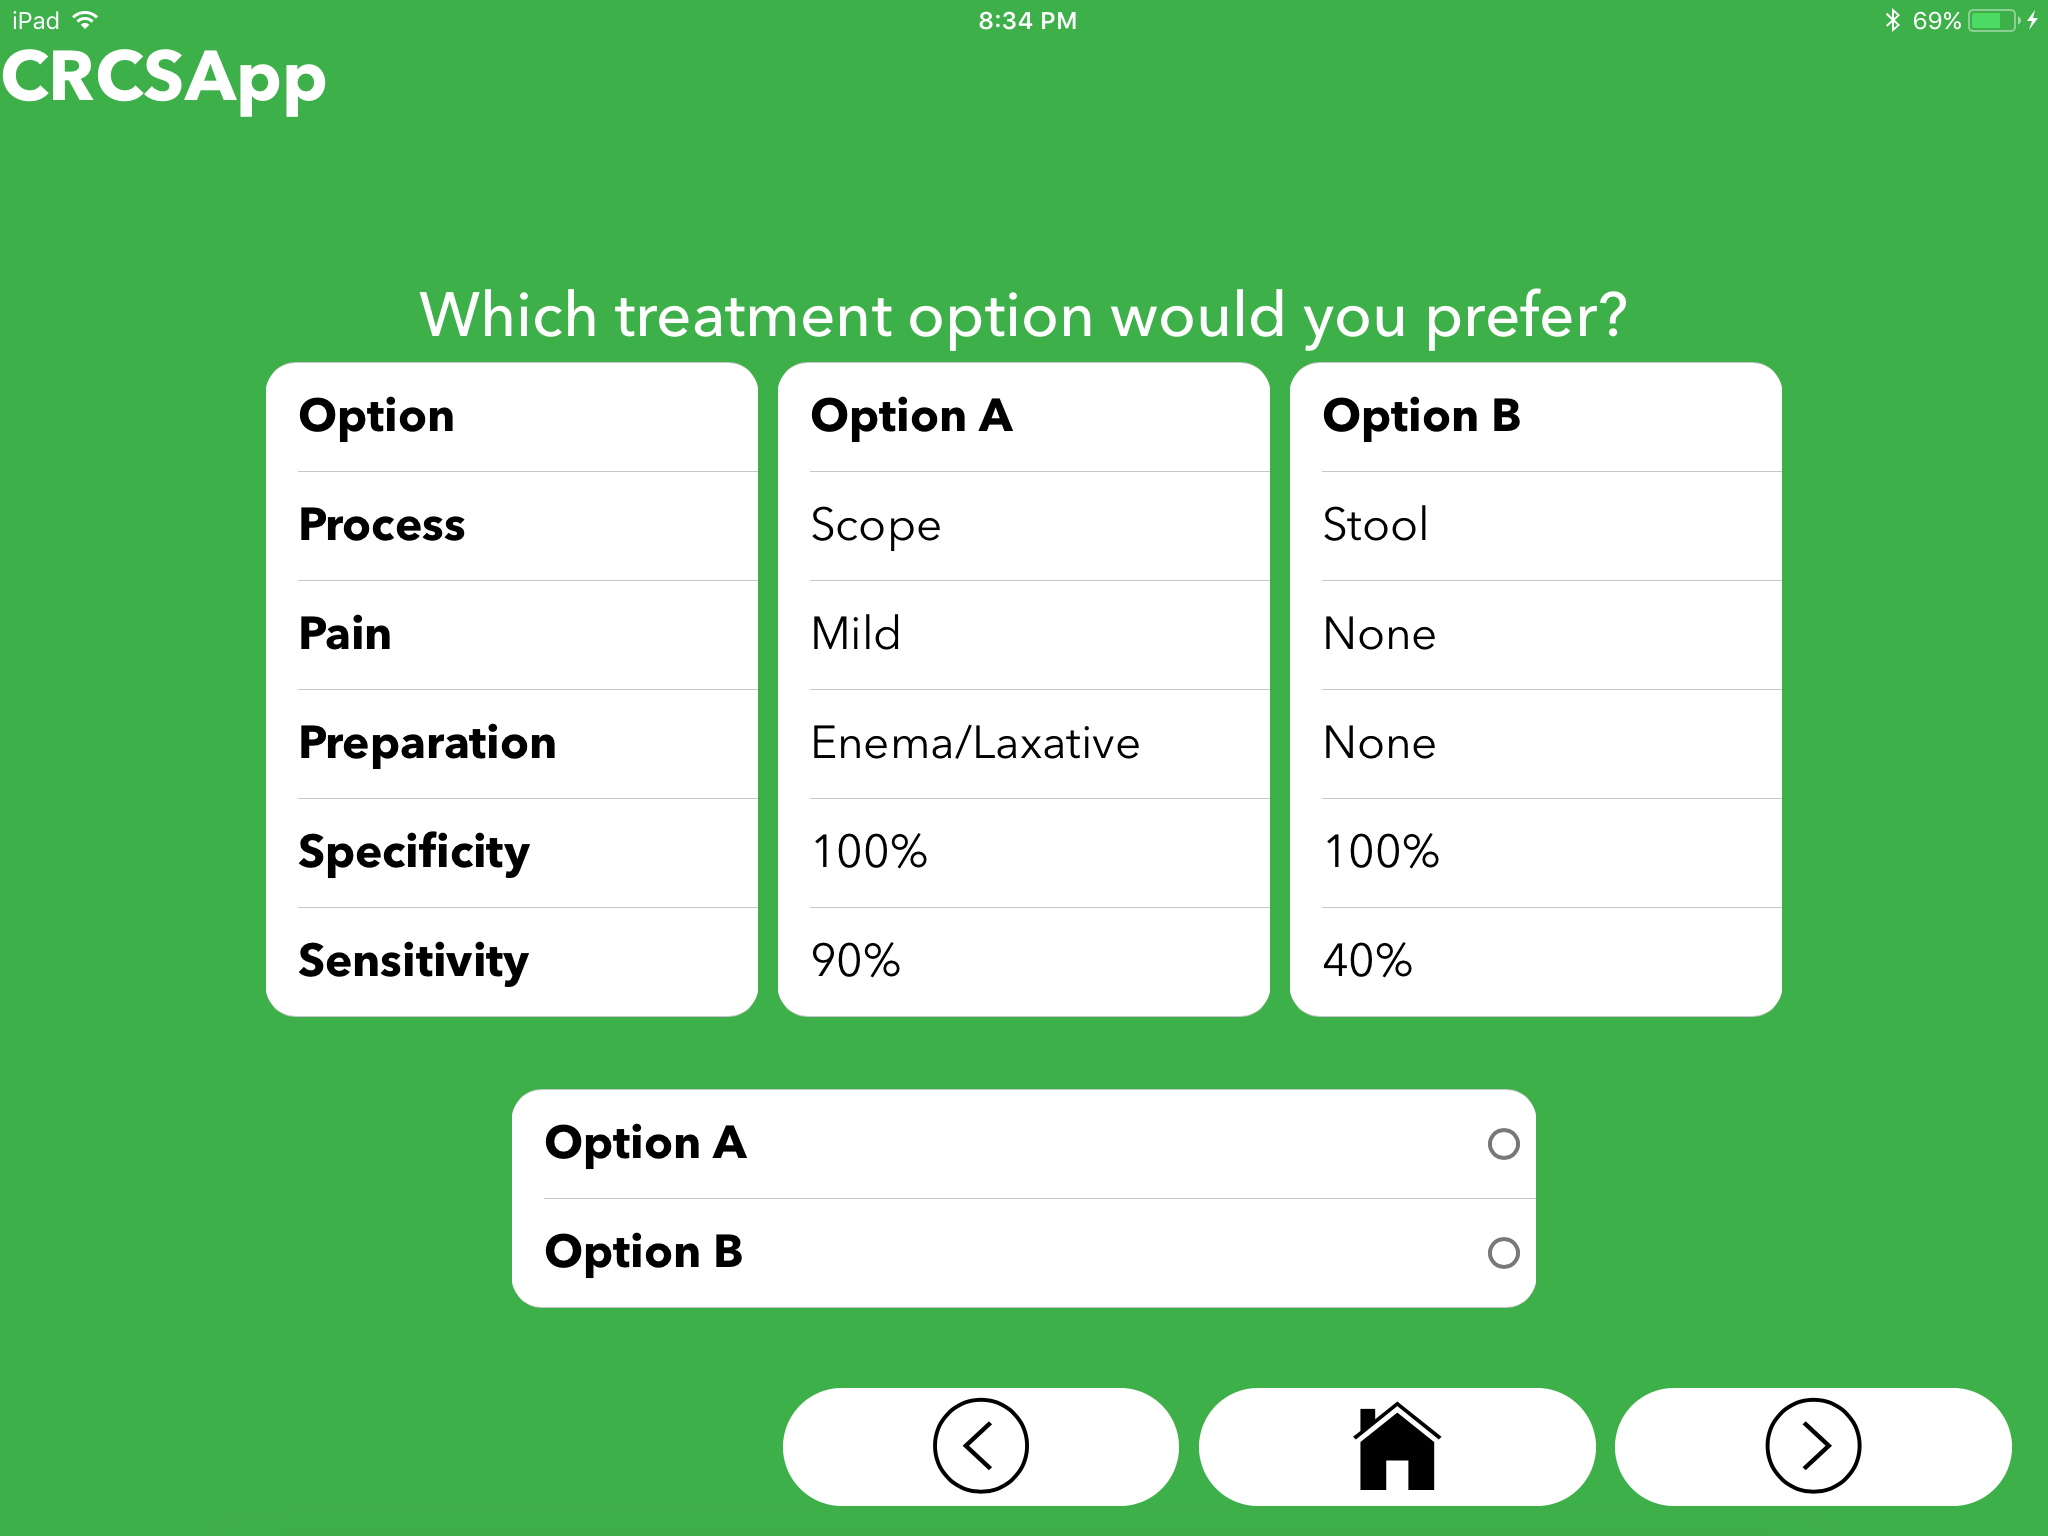 iPad 8:34 PM 69%
CRCSApp
Which treatment option would you prefer?
Option Option A Option B
Process Scope Stool
Pain Mild None
Preparation Enema/Laxative None
Specificity 100% 100%
Sensitivity 90% 40%
Option A
Option B